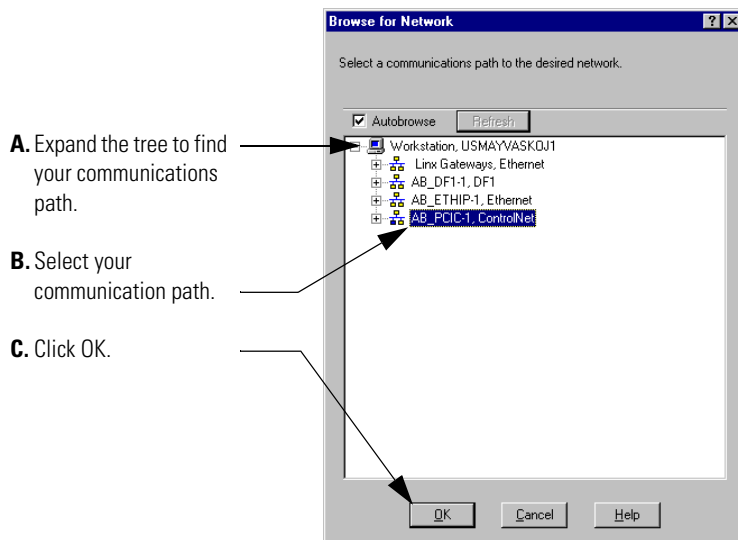 Browse for Network
Select a communications path to the desired network.
Autobrowse Refresh
A. Expand the tree to find
your communications
path.
Workstation, USMAYVASKOJ1
Linx Gateways, Ethernet
AB_DF1-1, DF1
AB_ETHIP-1, Ethernet
AB_PCIC-1, ControlNet
B. Select your
communication path.
C. Click OK.
OK Cancel Help